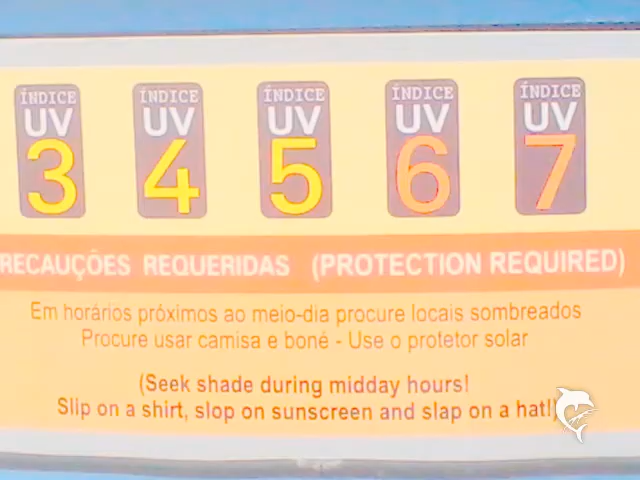 ÍNDICE UV 3 ÍNDICE UV 4 ÍNDICE UV 5 ÍNDICE UV 6 ÍNDICE UV 7
RECAUÇÕES REQUERIDAS (PROTECTION REQUIRED)
Em horários próximos ao meio-dia procure locais sombreados
Procure usar camisa e boné - Use o protetor solar
(Seek shade during midday hours!
Slip on a shirt, slop on sunscreen and slap on a hat!)